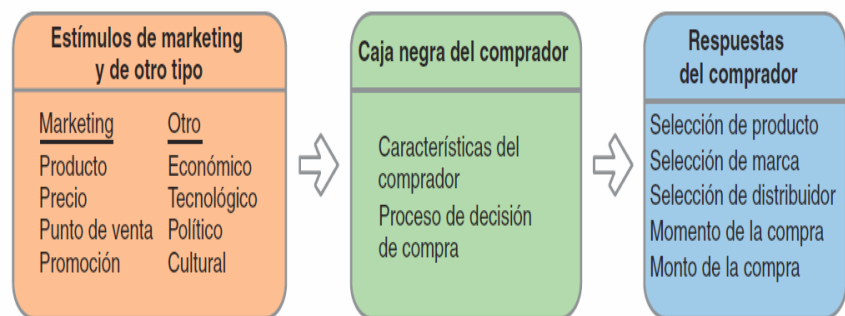 Estímulos de marketing
y de otro tipo
Marketing Otro
Producto Económico
Precio Tecnológico
Punto de venta Político
Promoción Cultural
Caja negra del comprador
Características del
comprador
Proceso de decisión
de compra
Respuestas
del comprador
Selección de producto
Selección de marca
Selección de distribuidor
Momento de la compra
Monto de la compra